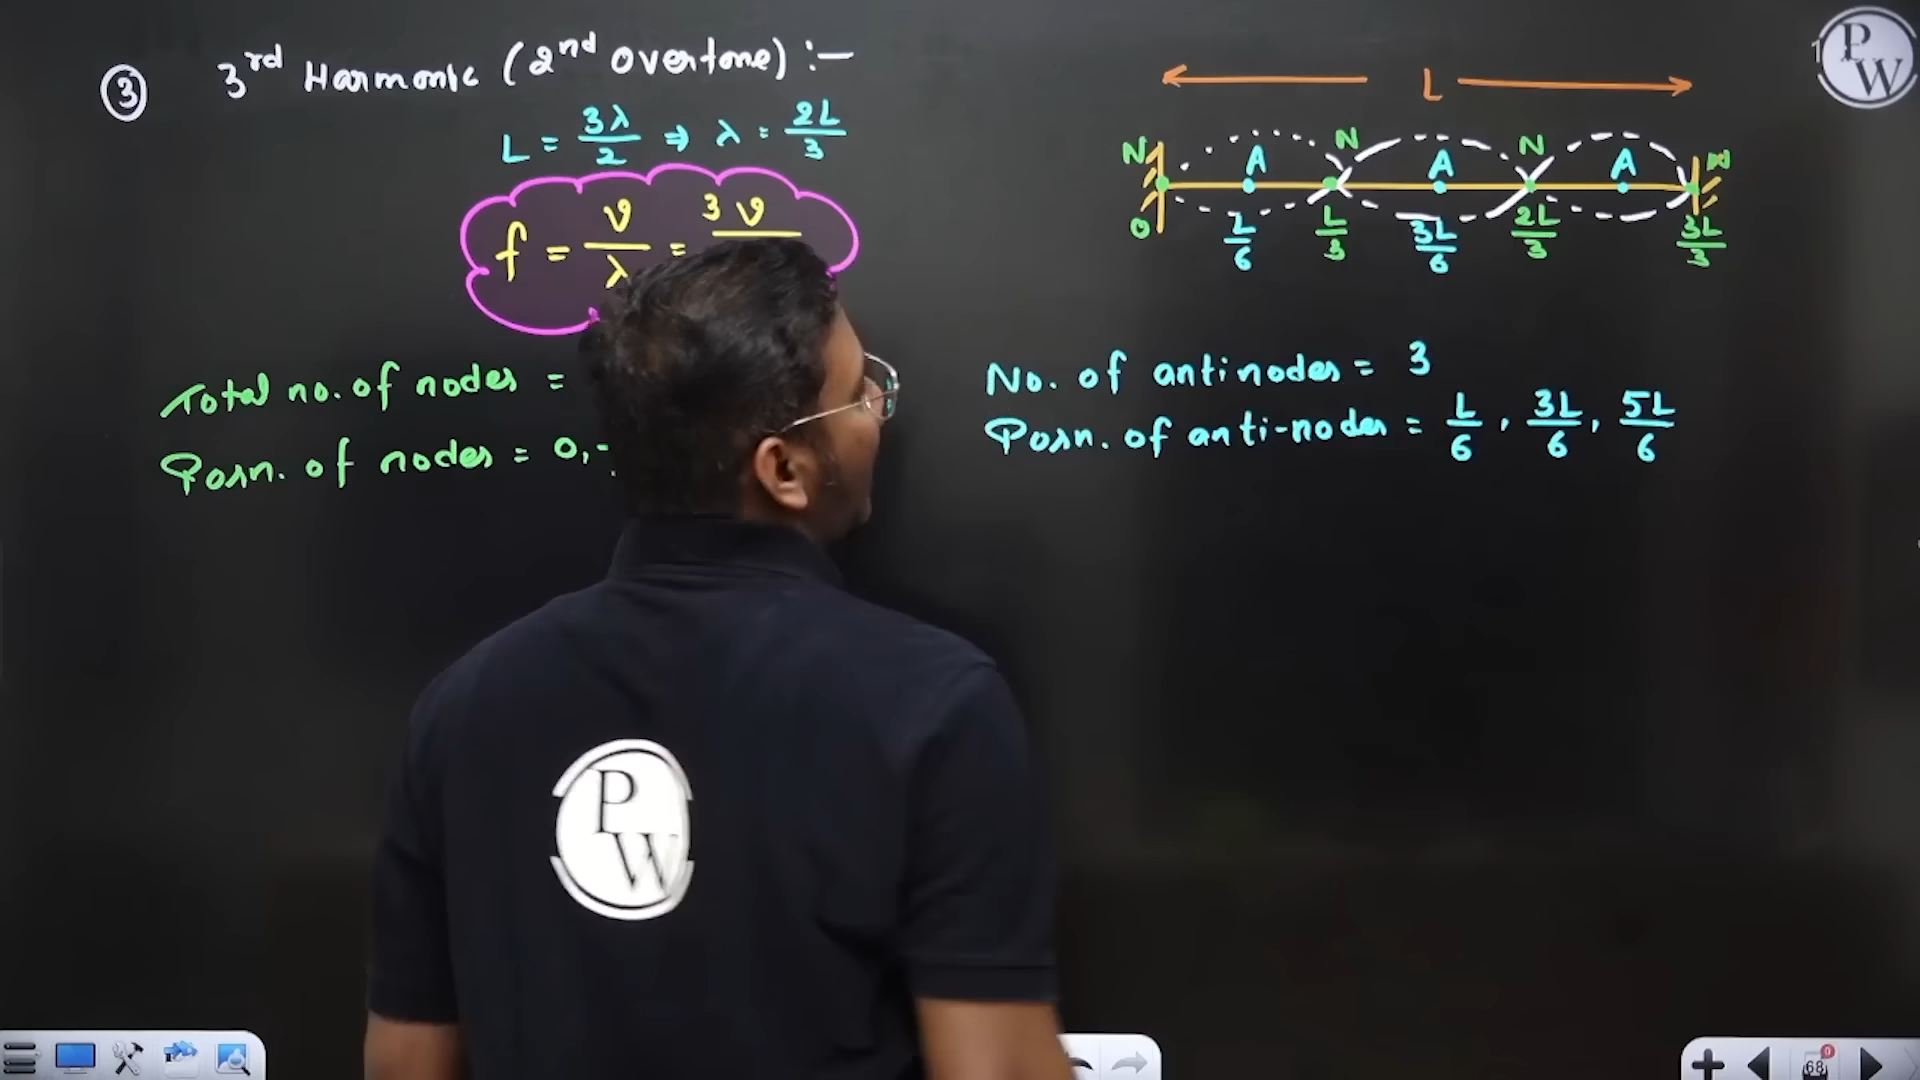 ③ 3rd Harmonic (2nd overtone) :-
L = 3λ/2 ⇒ λ = 2L/3
f = v/λ = 3v
Total no. of nodes =
Posn. of nodes = 0,
L
N N N N
A A A
0 L/6 L/3 3L/6 2L/3 3L/3
No. of antinodes = 3
Posn. of anti-nodes = L/6, 3L/6, 5L/6
PW
PW
68
0